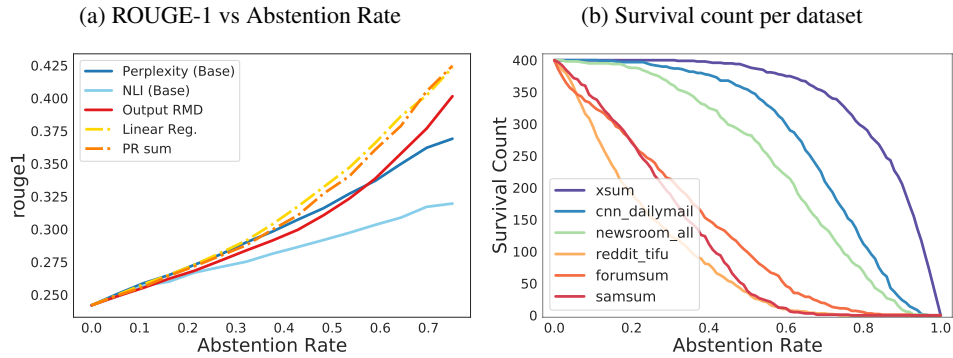 (a) ROUGE-1 vs Abstention Rate
0.425
0.400
0.375
0.350
0.325
0.300
0.275
0.250
rouge1
Perplexity (Base)
NLI (Base)
Output RMD
Linear Reg.
PR sum
0.0 0.1 0.2 0.3 0.4 0.5 0.6 0.7
Abstention Rate
(b) Survival count per dataset
400
350
300
250
200
150
100
50
0
Survival Count
xsum
cnn_dailymail
newsroom_all
reddit_tifu
forumsum
samsum
0.0 0.2 0.4 0.6 0.8 1.0
Abstention Rate